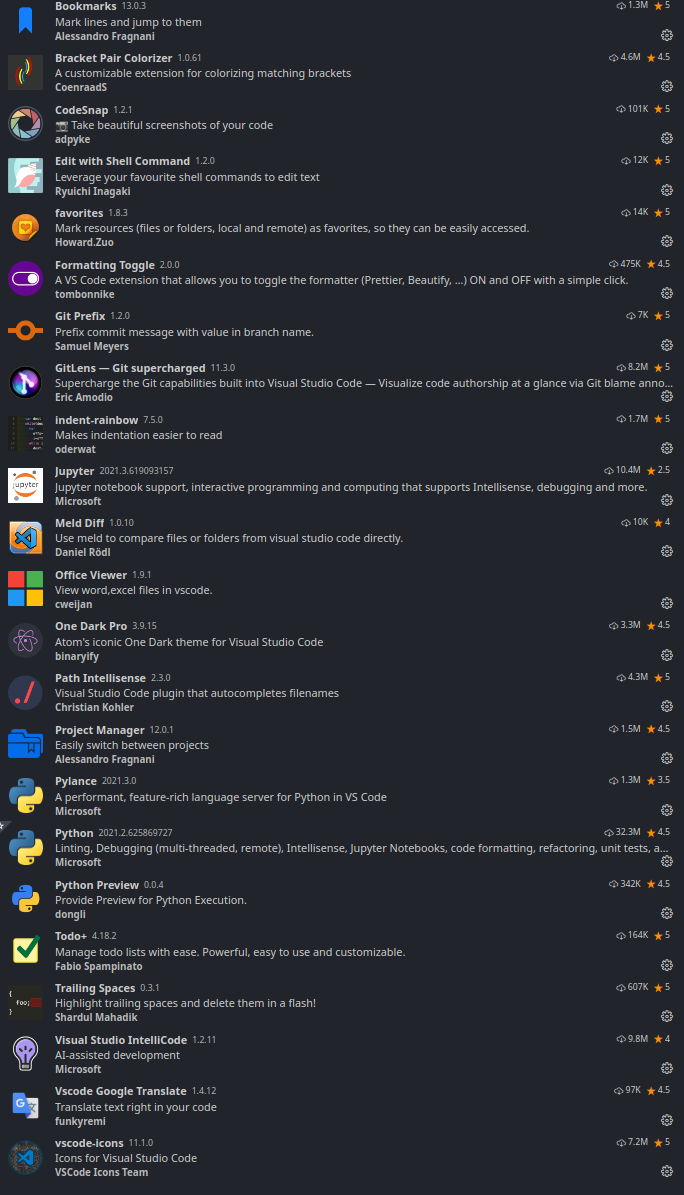 Bookmarks 13.0.3 1.3M ★5
Mark lines and jump to them
Alessandro Fragnani
Bracket Pair Colorizer 1.0.61 4.6M ★4.5
A customizable extension for colorizing matching brackets
CoenraadS
CodeSnap 1.2.1 101K ★5
📷 Take beautiful screenshots of your code
adpyke
Edit with Shell Command 1.2.0 12K ★5
Leverage your favourite shell commands to edit text
Ryuichi Inagaki
favorites 1.8.3 14K ★5
Mark resources (files or folders, local and remote) as favorites, so they can be easily accessed.
Howard.Zuo
Formatting Toggle 2.0.0 475K ★4.5
A VS Code extension that allows you to toggle the formatter (Prettier, Beautify, …) ON and OFF with a simple click.
tombonnike
Git Prefix 1.2.0 7K ★5
Prefix commit message with value in branch name.
Samuel Meyers
GitLens — Git supercharged 11.3.0 8.2M ★5
Supercharge the Git capabilities built into Visual Studio Code — Visualize code authorship at a glance via Git blame anno…
Eric Amodio
indent-rainbow 7.5.0 1.7M ★5
Makes indentation easier to read
oderwat
Jupyter 2021.3.619093157 10.4M ★2.5
jupyter
Jupyter notebook support, interactive programming and computing that supports Intellisense, debugging and more.
Microsoft
Meld Diff 1.0.10 10K ★4
Use meld to compare files or folders from visual studio code directly.
Daniel Rödl
Office Viewer 1.9.1
View word,excel files in vscode.
cweijan
One Dark Pro 3.9.15 3.3M ★4.5
Atom's iconic One Dark theme for Visual Studio Code
binaryify
Path Intellisense 2.3.0 4.3M ★5
Visual Studio Code plugin that autocompletes filenames
Christian Kohler
Project Manager 12.0.1 1.5M ★4.5
Easily switch between projects
Alessandro Fragnani
Pylance 2021.3.0 1.3M ★3.5
A performant, feature-rich language server for Python in VS Code
Microsoft
Python 2021.2.625869727 32.3M ★4.5
Linting, Debugging (multi-threaded, remote), Intellisense, Jupyter Notebooks, code formatting, refactoring, unit tests, a…
Microsoft
Python Preview 0.0.4 342K ★4.5
Provide Preview for Python Execution.
dongli
Todo+ 4.18.2 164K ★5
Manage todo lists with ease. Powerful, easy to use and customizable.
Fabio Spampinato
Trailing Spaces 0.3.1 607K ★5
{
foo;
}
Highlight trailing spaces and delete them in a flash!
Shardul Mahadik
Visual Studio IntelliCode 1.2.11 9.8M ★4
AI-assisted development
Microsoft
Vscode Google Translate 1.4.12 97K ★4.5
G 文
Translate text right in your code
funkyremi
vscode-icons 11.1.0 7.2M ★5
Icons for Visual Studio Code
VSCode Icons Team